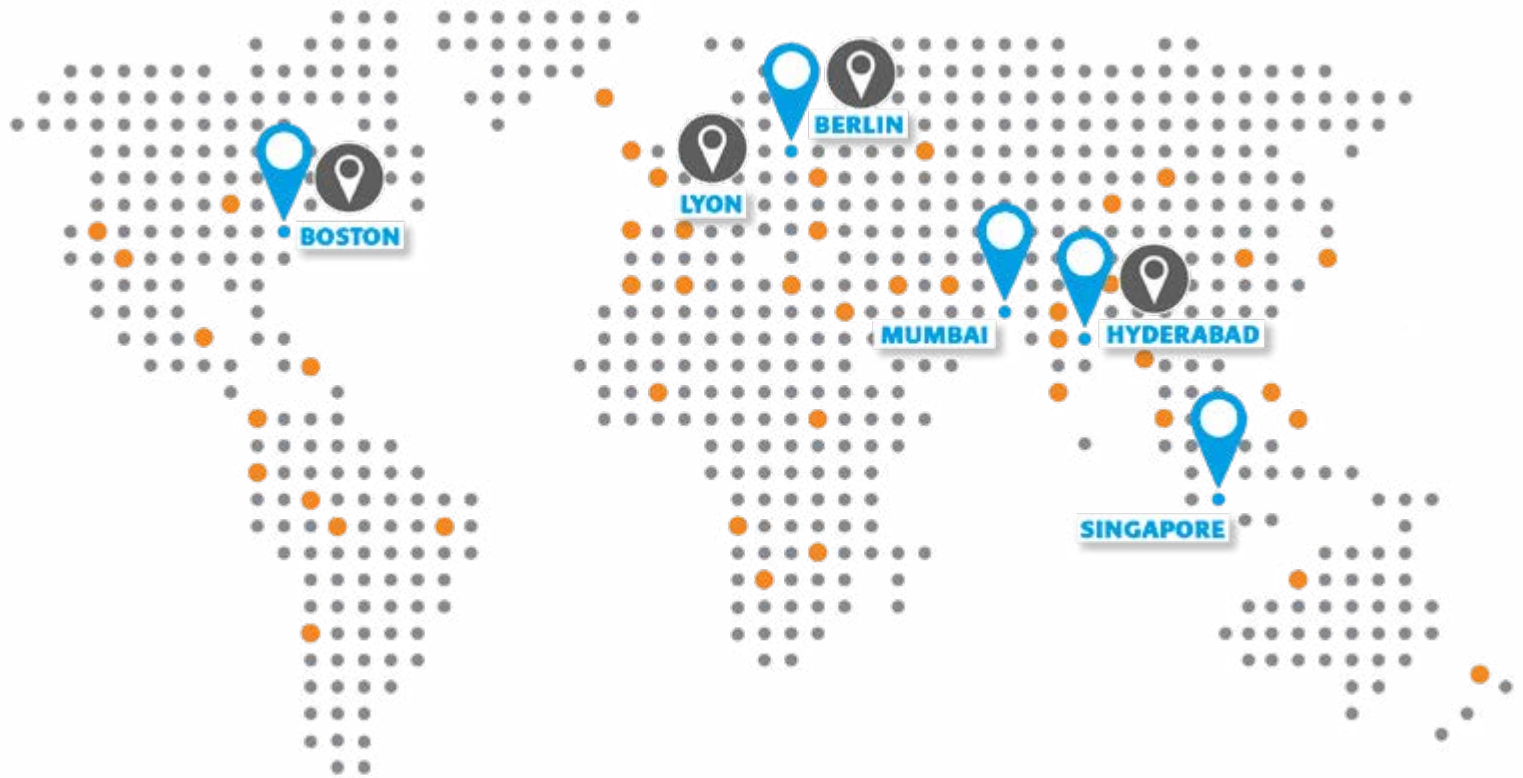 BERLIN
LYON
BOSTON
MUMBAI
HYDERABAD
SINGAPORE